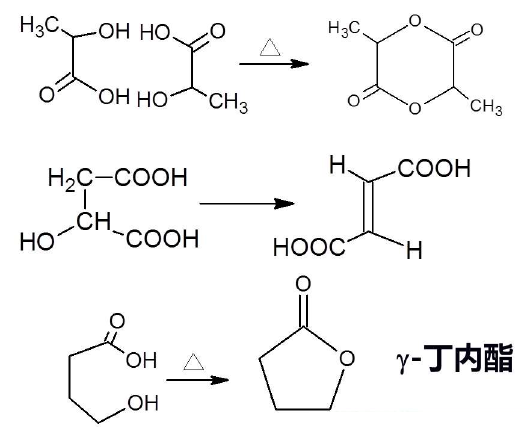 H₃C OH HO O H₃C O O
O OH HO CH₃ △ O O CH₃
H₂C—COOH H COOH
HO CH COOH HOOC H
O OH OH △ O O γ-丁内酯